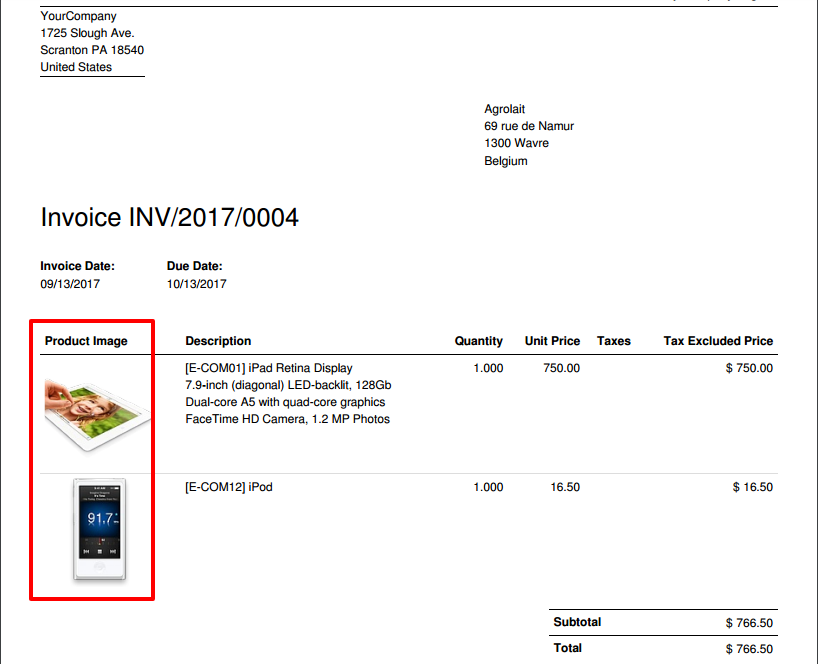 YourCompany
1725 Slough Ave.
Scranton PA 18540
United States
Agrolait
69 rue de Namur
1300 Wavre
Belgium
Invoice INV/2017/0004
Invoice Date: Due Date:
09/13/2017 10/13/2017
Product Image Description Quantity Unit Price Taxes Tax Excluded Price
[E-COM01] iPad Retina Display 1.000 750.00 $ 750.00
7.9-inch (diagonal) LED-backlit, 128Gb
Dual-core A5 with quad-core graphics
FaceTime HD Camera, 1.2 MP Photos
[E-COM12] iPod 1.000 16.50 $ 16.50
91.7
Subtotal $ 766.50
Total $ 766.50